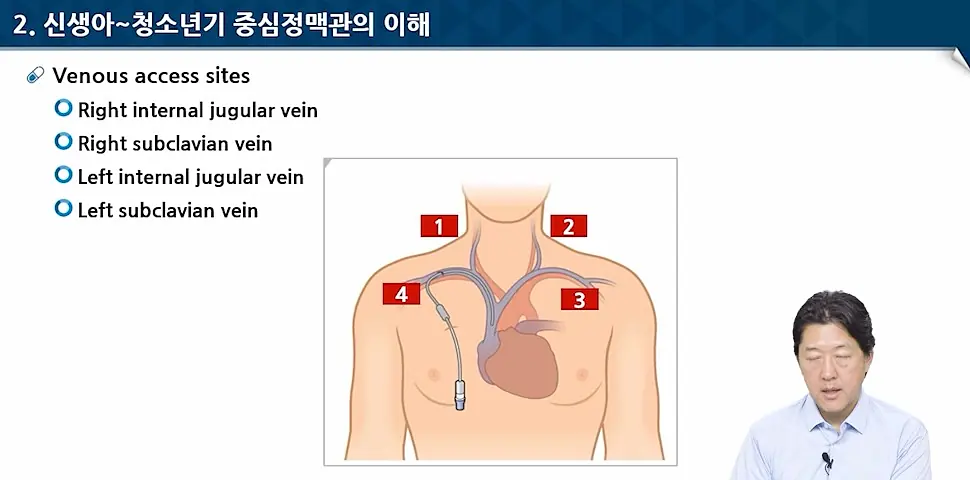 2. 신생아~청소년기 중심정맥관의 이해
Venous access sites
Right internal jugular vein
Right subclavian vein
Left internal jugular vein
Left subclavian vein
1
2
4
3